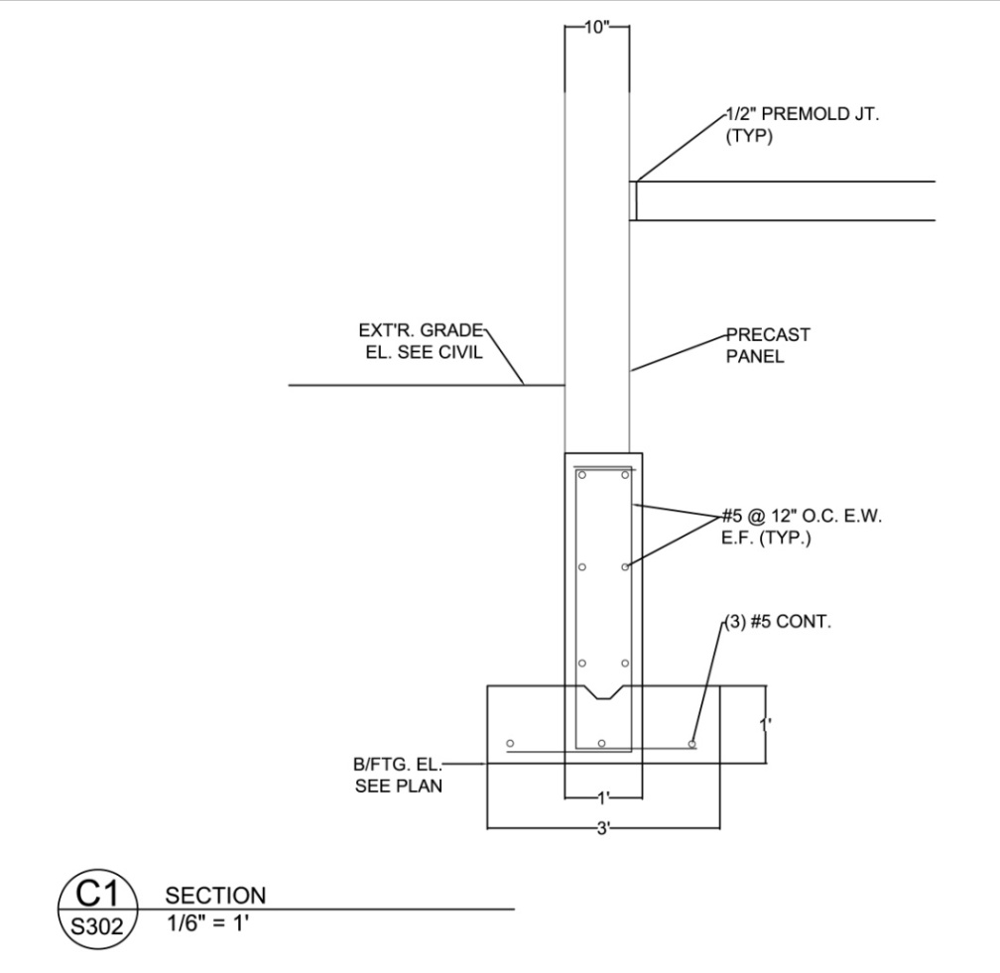 10"
1/2" PREMOLD JT.
(TYP)
EXT'R. GRADE
EL. SEE CIVIL
PRECAST
PANEL
#5 @ 12" O.C. E.W.
E.F. (TYP.)
(3) #5 CONT.
1'
B/FTG. EL.
SEE PLAN
1'
3'
C1
S302
SECTION
1/6" = 1'